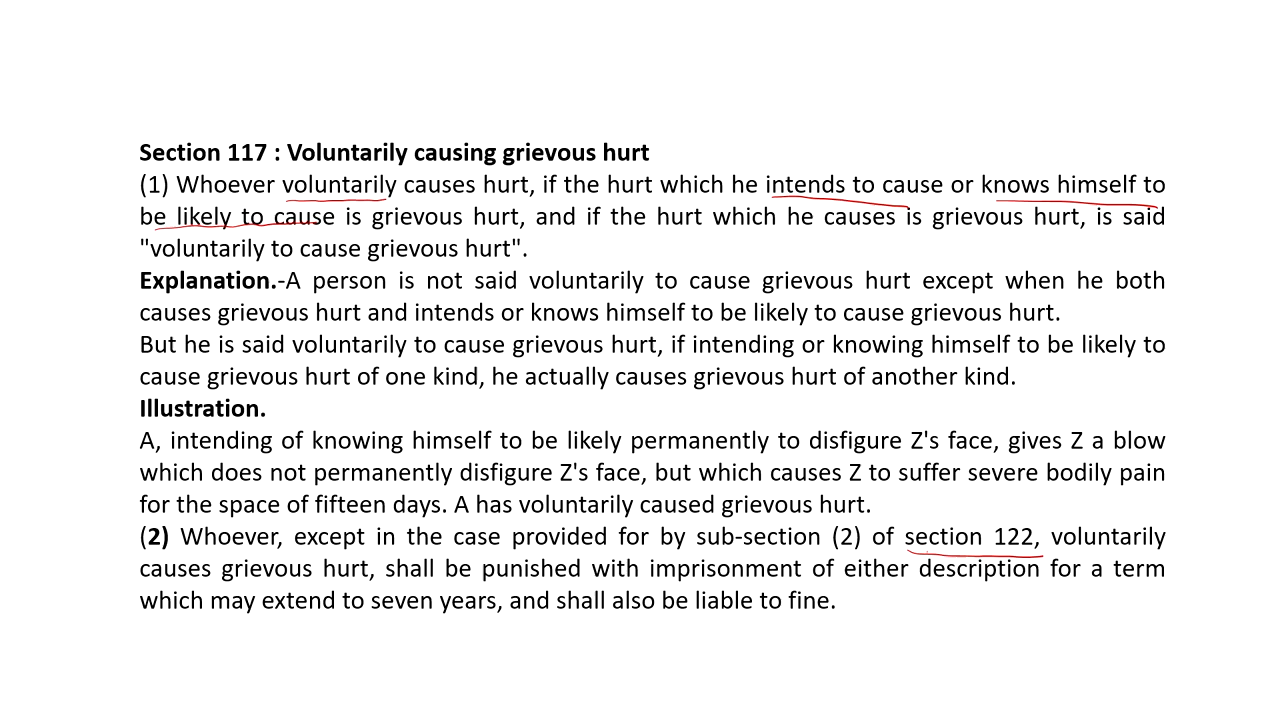 Section 117 : Voluntarily causing grievous hurt
(1) Whoever voluntarily causes hurt, if the hurt which he intends to cause or knows himself to
be likely to cause is grievous hurt, and if the hurt which he causes is grievous hurt, is said
"voluntarily to cause grievous hurt".
Explanation.-A person is not said voluntarily to cause grievous hurt except when he both
causes grievous hurt and intends or knows himself to be likely to cause grievous hurt.
But he is said voluntarily to cause grievous hurt, if intending or knowing himself to be likely to
cause grievous hurt of one kind, he actually causes grievous hurt of another kind.
Illustration.
A, intending of knowing himself to be likely permanently to disfigure Z's face, gives Z a blow
which does not permanently disfigure Z's face, but which causes Z to suffer severe bodily pain
for the space of fifteen days. A has voluntarily caused grievous hurt.
(2) Whoever, except in the case provided for by sub-section (2) of section 122, voluntarily
causes grievous hurt, shall be punished with imprisonment of either description for a term
which may extend to seven years, and shall also be liable to fine.